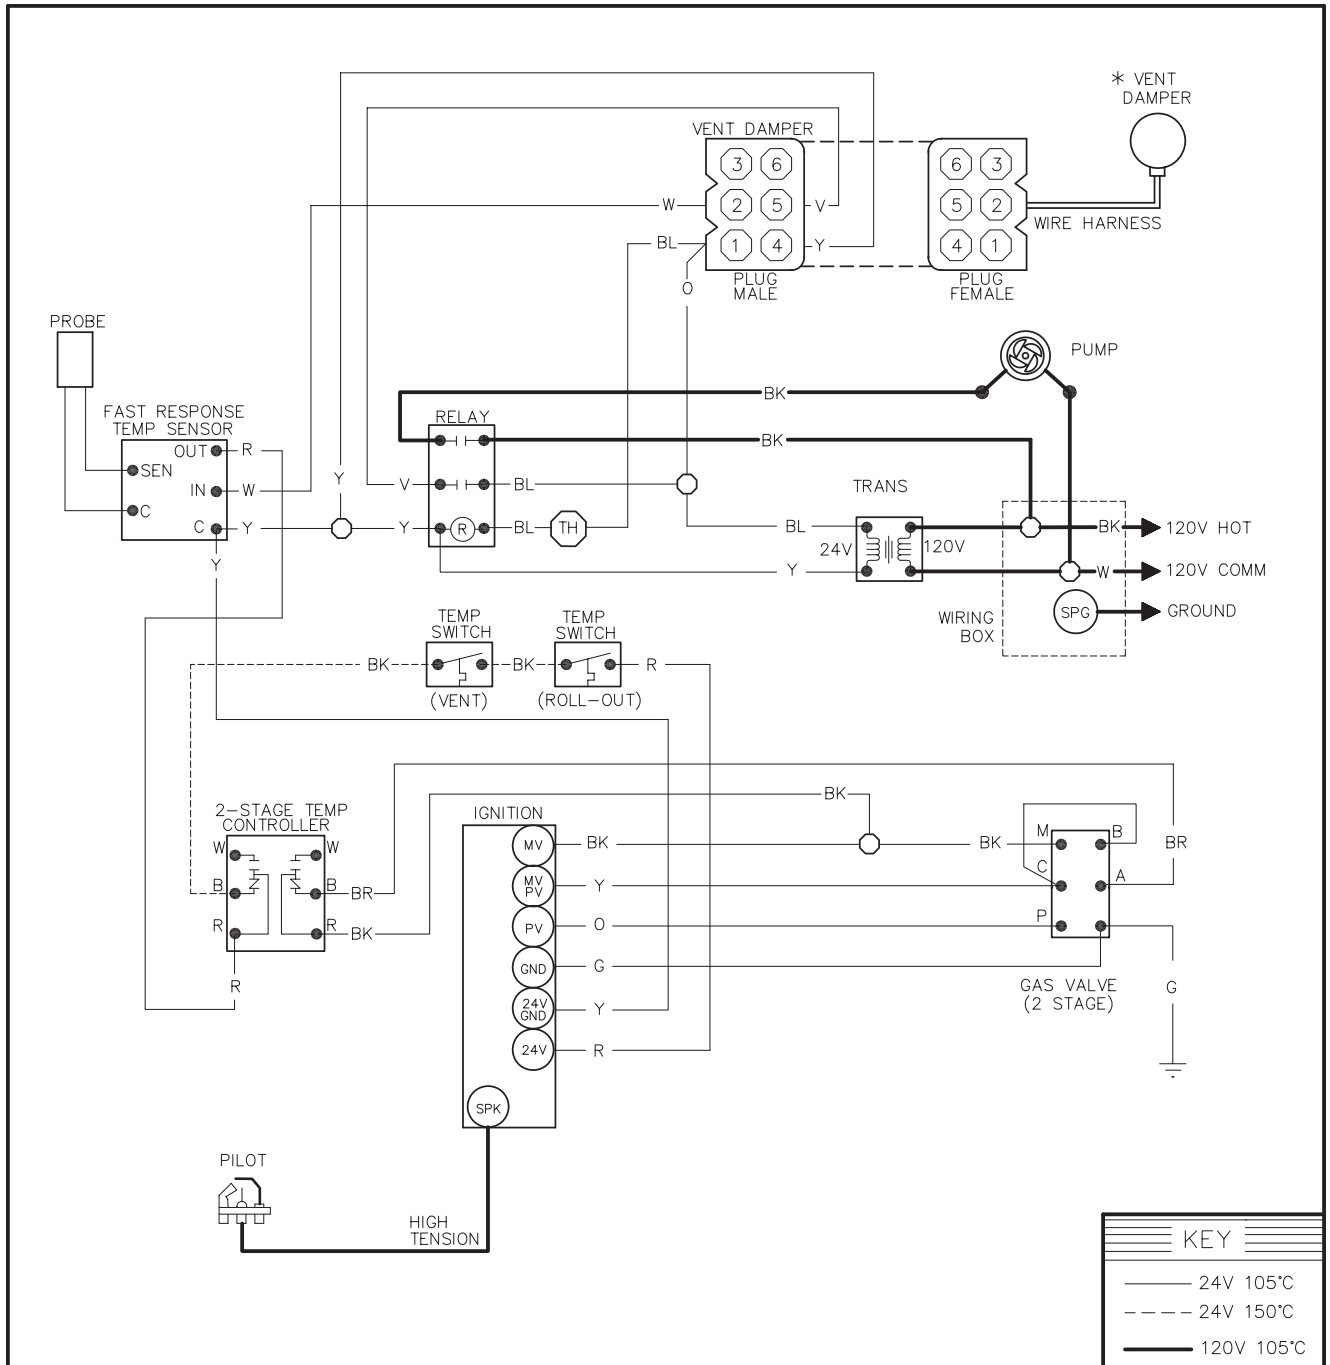 * VENT
DAMPER
VENT DAMPER
3 6 6 3
W 2 5 V 5 2
WIRE HARNESS
BL 1 4 Y 4 1
PLUG
MALE
PLUG
FEMALE
O
PROBE
PUMP
BK
FAST RESPONSE
TEMP SENSOR
RELAY
BK
OUT R
SEN
Y
V BL
TRANS
IN W
C
C Y
Y R BL TH
BL
24V 120V
BK 120V HOT
Y
Y
W 120V COMM
SPG GROUND
WIRING
BOX
TEMP
SWITCH
TEMP
SWITCH
BK BK R
(VENT)
(ROLL-OUT)
2-STAGE TEMP
CONTROLLER
BK
IGNITION
W W
B B BR
R R BK
R
MV BK BK M B
BR
MV
PV
Y C A
PV O P
GND G
GAS VALVE
(2 STAGE)
G
24V
GND
Y
24V R
SPK
PILOT
HIGH
TENSION
KEY
24V 105°C
24V 150°C
120V 105°C